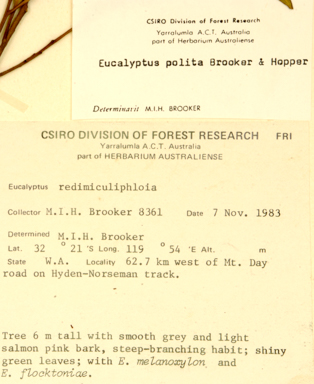 CSIRO Division of Forest Research
Yarralumla A.C.T. Australia
part of Herbarium Australiense
Eucalyptus polita Brooker & Hopper
Determinavit M.I.H. BROOKER
CSIRO DIVISION OF FOREST RESEARCH FRI
Yarralumla A.C.T. Australia
part of HERBARIUM AUSTRALIENSE
Eucalyptus redimiculiphloia
Collector M.I.H. Brooker 8361 Date 7 Nov. 1983
Determined M.I.H. Brooker
Lat. 32 ° 21 'S Long. 119 ° 54 'E Alt. m
State W.A. Locality 62.7 km west of Mt. Day
road on Hyden-Norseman track.
Tree 6 m tall with smooth grey and light
salmon pink bark, steep-branching habit; shiny
green leaves; with E. melanoxylon and
E. flocktoniae.